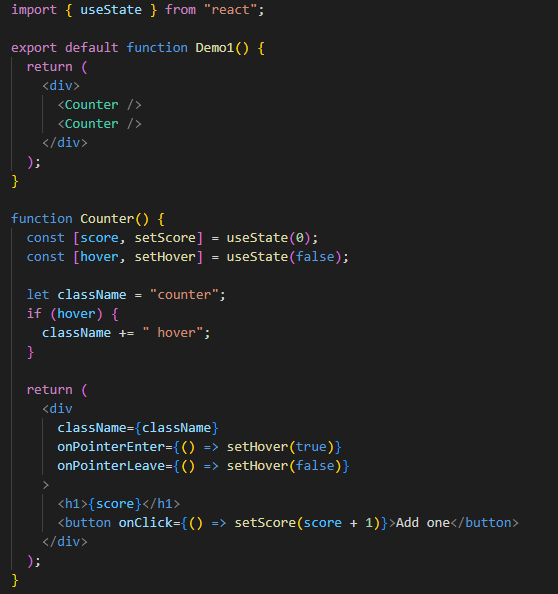 import { useState } from "react";
export default function Demo1() {
  return (
    <div>
      <Counter />
      <Counter />
    </div>
  );
}
function Counter() {
  const [score, setScore] = useState(0);
  const [hover, setHover] = useState(false);
  let className = "counter";
  if (hover) {
    className += " hover";
  }
  return (
    <div
      className={className}
      onPointerEnter={() => setHover(true)}
      onPointerLeave={() => setHover(false)}
    >
      <h1>{score}</h1>
      <button onClick={() => setScore(score + 1)}>Add one</button>
    </div>
  );
}